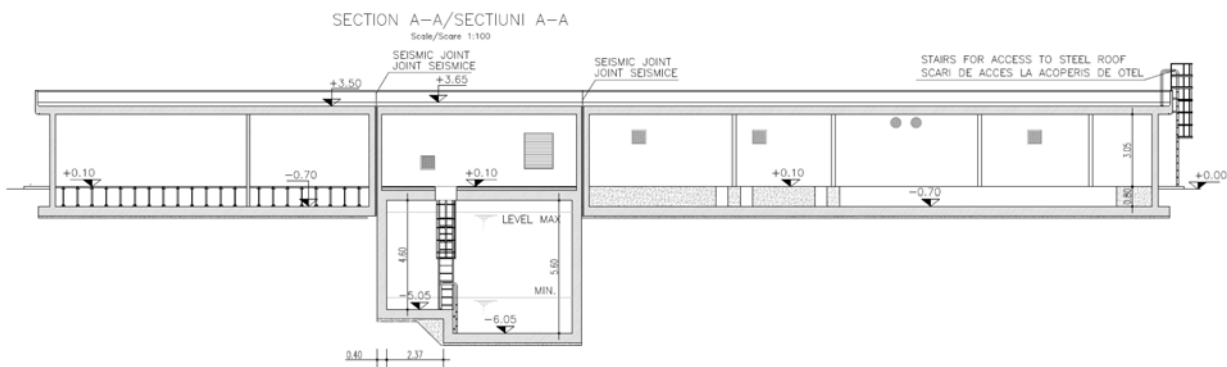 SECTION A-A/SECTIUNI A-A
Scale/Scare 1:100
SEISMIC JOINT
JOINT SEISMICE
SEISMIC JOINT
JOINT SEISMICE
STAIRS FOR ACCESS TO STEEL ROOF
SCARI DE ACCES LA ACOPERIS DE OTEL
+3.50
+3.65
+0.10
-0.70
+0.10
+0.10
-0.70
3.05
0.80
+0.00
LEVEL MAX
4.60
5.60
MIN.
-5.05
-6.05
0.40
2.37